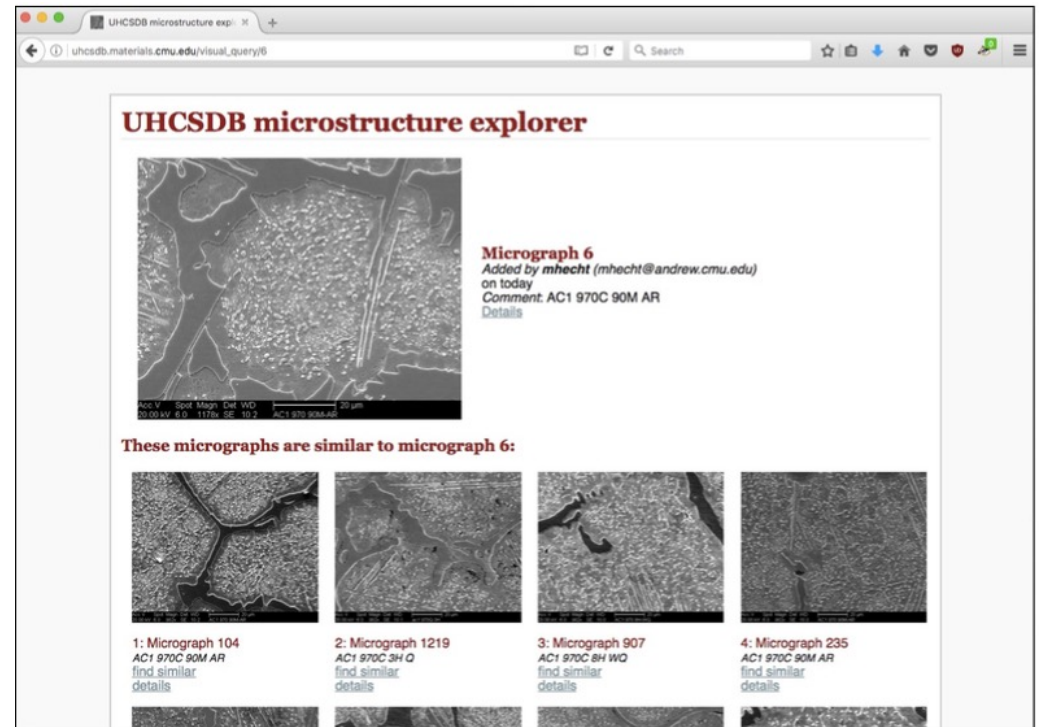 UHCSDB microstructure expl
uhcsdb.materials.cmu.edu/visual_query/6
Search
0
UHCSDB microstructure explorer
Micrograph 6
Added by mhecht (mhecht@andrew.cmu.edu)
on today
Comment: AC1 970C 90M AR
Details
Acc.V Spot Magn Det WD 20 µm
20.00 kV 6.0 1178x SE 10.2 AC1 970 90M-AR
These micrographs are similar to micrograph 6:
1: Micrograph 104
AC1 970C 90M AR
find similar
details
2: Micrograph 1219
AC1 970C 3H Q
find similar
details
3: Micrograph 907
AC1 970C 8H WQ
find similar
details
4: Micrograph 235
AC1 970C 90M AR
find similar
details